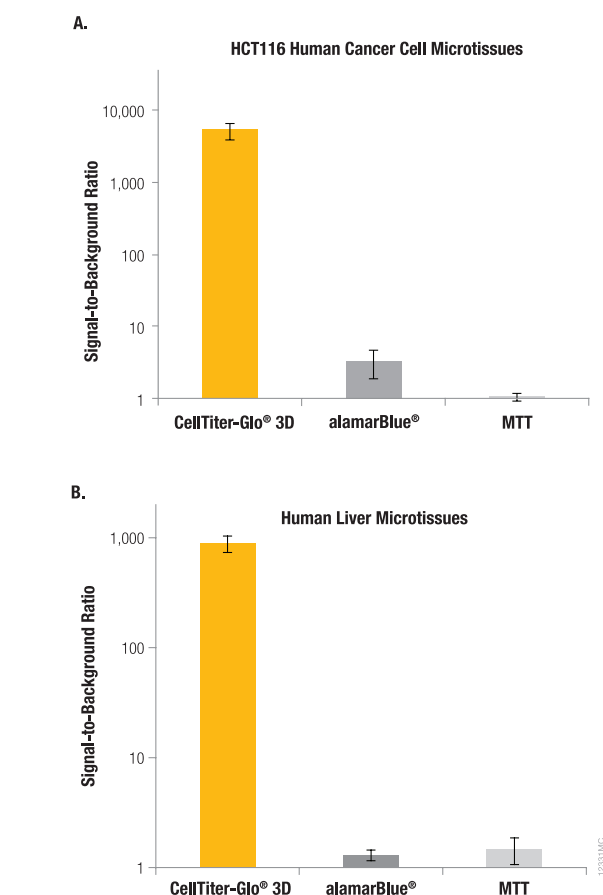 A.
HCT116 Human Cancer Cell Microtissues
Signal-to-Background Ratio
10,000
1,000
100
10
1
CellTiter-Glo® 3D alamarBlue® MTT
B.
Human Liver Microtissues
Signal-to-Background Ratio
1,000
100
10
1
CellTiter-Glo® 3D alamarBlue® MTT
12331MC